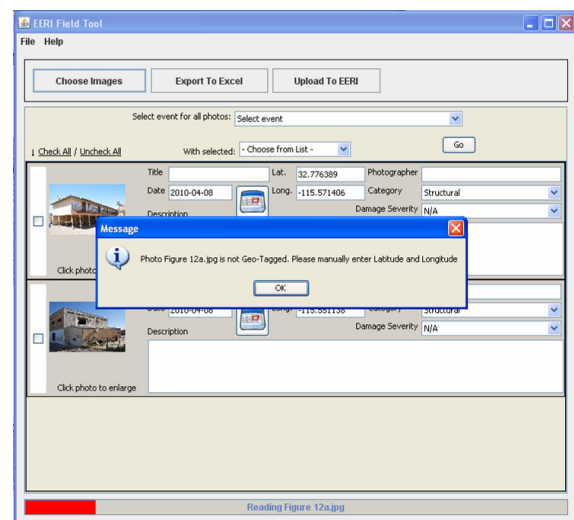 EERI Field Tool
File Help
Choose Images Export To Excel Upload To EERI
Select event for all photos: Select event
↓ Check All / Uncheck All With selected: - Choose from List - Go
Title Lat. 32.776389 Photographer
Date 2010-04-08 Long. -115.571406 Category Structural
Description Damage Severity N/A
Message
Photo Figure 12a.jpg is not Geo-Tagged. Please manually enter Latitude and Longitude
Click photo
OK
Date 2010-04-08 Long. -115.551138 Category Structural
Description Damage Severity N/A
Click photo to enlarge
Reading Figure 12a.jpg